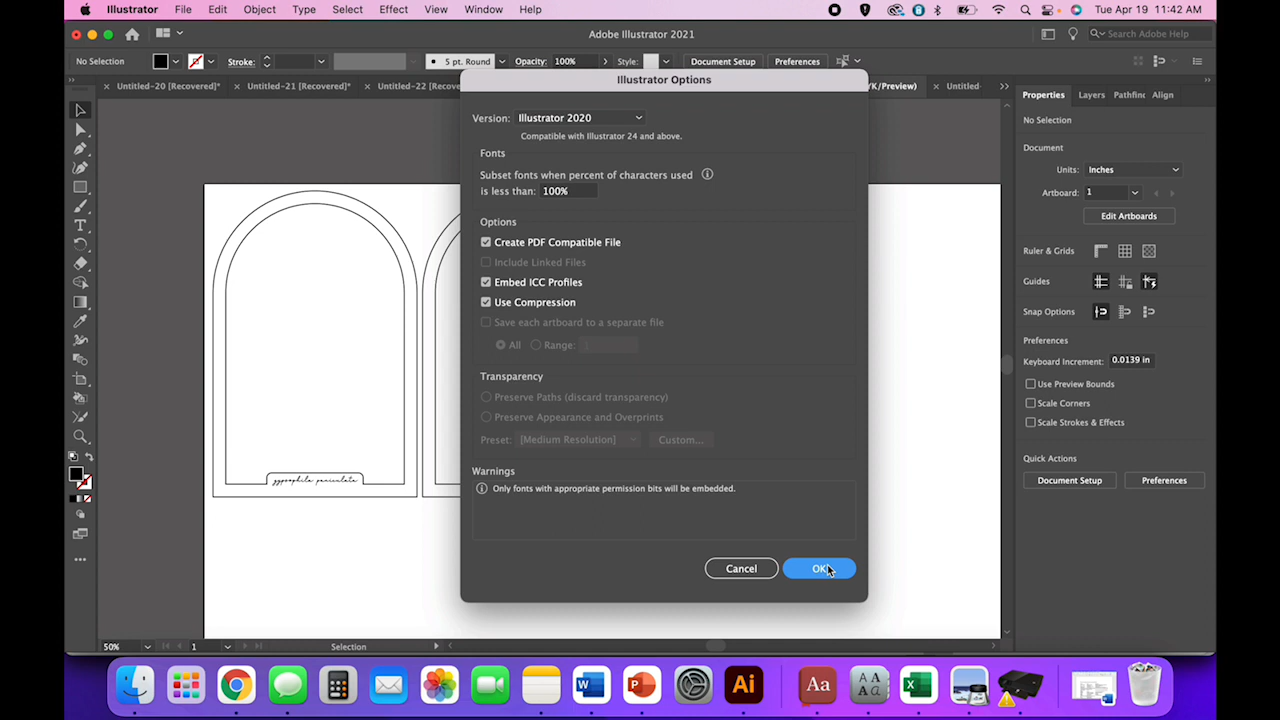 Illustrator File Edit Object Type Select Effect View Window Help Tue Apr 19 11:42 AM
Adobe Illustrator 2021 Search Adobe Help
No Selection Stroke: 5 pt. Round Opacity: 100% Style: Document Setup Preferences
Untitled-20 [Recovered]* Untitled-21 [Recovered]* Untitled-22 [Recove YK/Preview) Untitled
Illustrator Options
Version: Illustrator 2020
Compatible with Illustrator 24 and above.
Fonts
Subset fonts when percent of characters used
is less than: 100%
Options
Create PDF Compatible File
Include Linked Files
Embed ICC Profiles
Use Compression
Save each artboard to a separate file
All Range: 1
Transparency
Preserve Paths (discard transparency)
Preserve Appearance and Overprints
Preset: [Medium Resolution] Custom...
Warnings
Only fonts with appropriate permission bits will be embedded.
Cancel OK
gypsophila paniculata
Properties Layers Pathfinc Align
No Selection
Document
Units: Inches
Artboard: 1
Edit Artboards
Ruler & Grids
Guides
Snap Options
Preferences
Keyboard Increment: 0.0139 in
Use Preview Bounds
Scale Corners
Scale Strokes & Effects
Quick Actions
Document Setup Preferences
50% 1 Selection